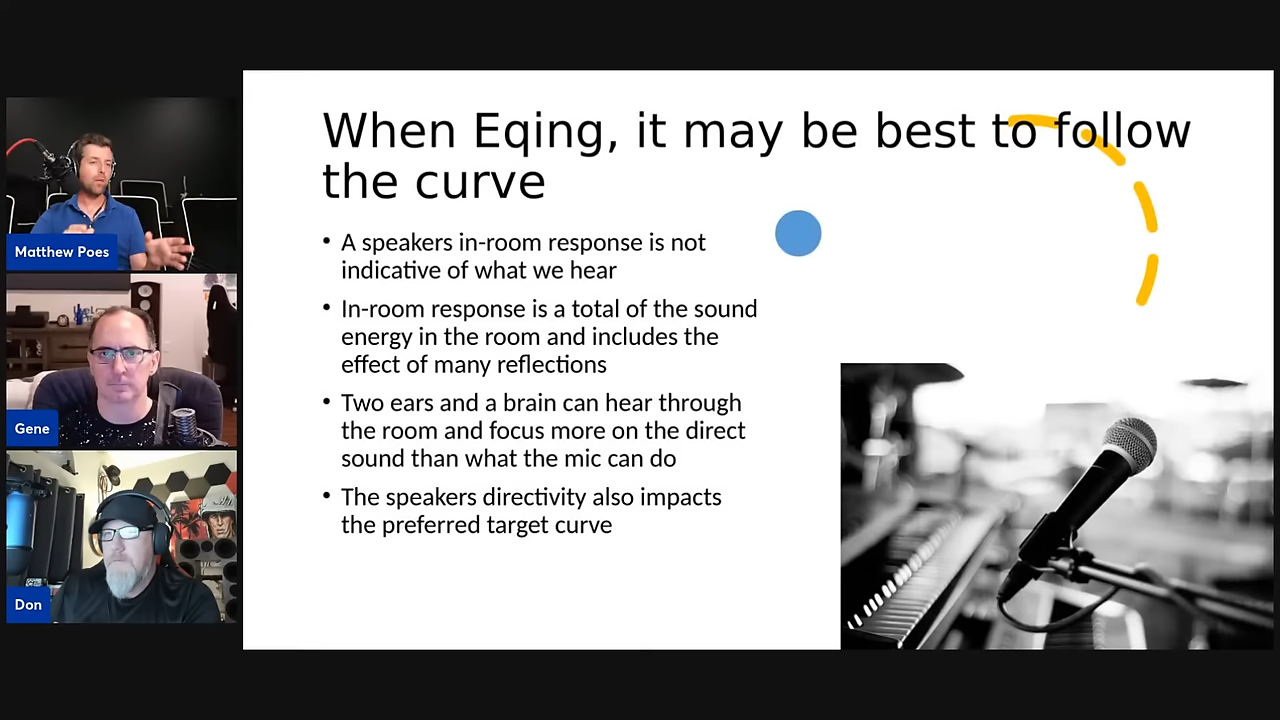 When Eqing, it may be best to follow
the curve
• A speakers in-room response is not
indicative of what we hear
• In-room response is a total of the sound
energy in the room and includes the
effect of many reflections
• Two ears and a brain can hear through
the room and focus more on the direct
sound than what the mic can do
• The speakers directivity also impacts
the preferred target curve
Matthew Poes
Gene
Don